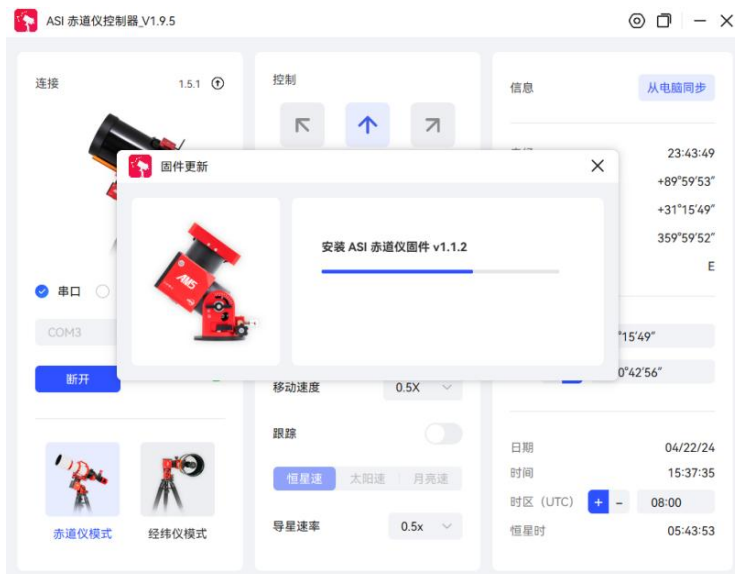 ASI 赤道仪控制器_V1.9.5
连接
1.5.1
控制
信息
从电脑同步
固件更新
安装 ASI 赤道仪固件 v1.1.2
AM5
23:43:49
+89°59′53″
+31°15′49″
359°59′52″
E
串口
COM3
断开
°15′49″
0°42′56″
移动速度
0.5X
跟踪
恒星速
太阳速
月亮速
导星速率
0.5x
赤道仪模式
经纬仪模式
日期
04/22/24
时间
15:37:35
时区（UTC）
+
-
08:00
恒星时
05:43:53